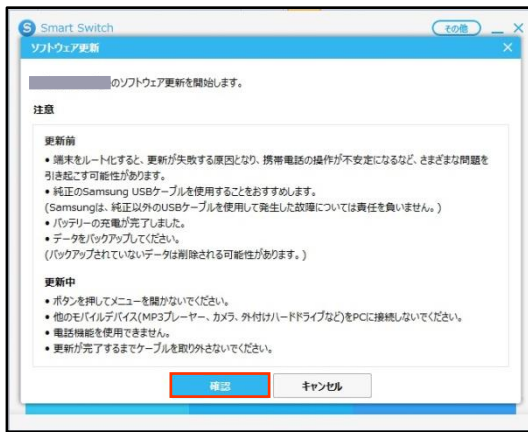 Smart Switch
その他
ソフトウェア更新
のソフトウェア更新を開始します。
注意
更新前
• 端末をルート化すると、更新が失敗する原因となり、携帯電話の操作が不安定になるなど、さまざまな問題を
引き起こす可能性があります。
• 純正のSamsung USBケーブルを使用することをおすすめします。
(Samsungは、純正以外のUSBケーブルを使用して発生した故障については責任を負いません。)
• バッテリーの充電が完了しました。
• データをバックアップしてください。
(バックアップされていないデータは削除される可能性があります。)
更新中
• ボタンを押してメニューを開かないでください。
• 他のモバイルデバイス(MP3プレーヤー、カメラ、外付けハードドライブなど)をPCに接続しないでください。
• 電話機能を使用できません。
• 更新が完了するまでケーブルを取り外さないでください。
確認
キャンセル